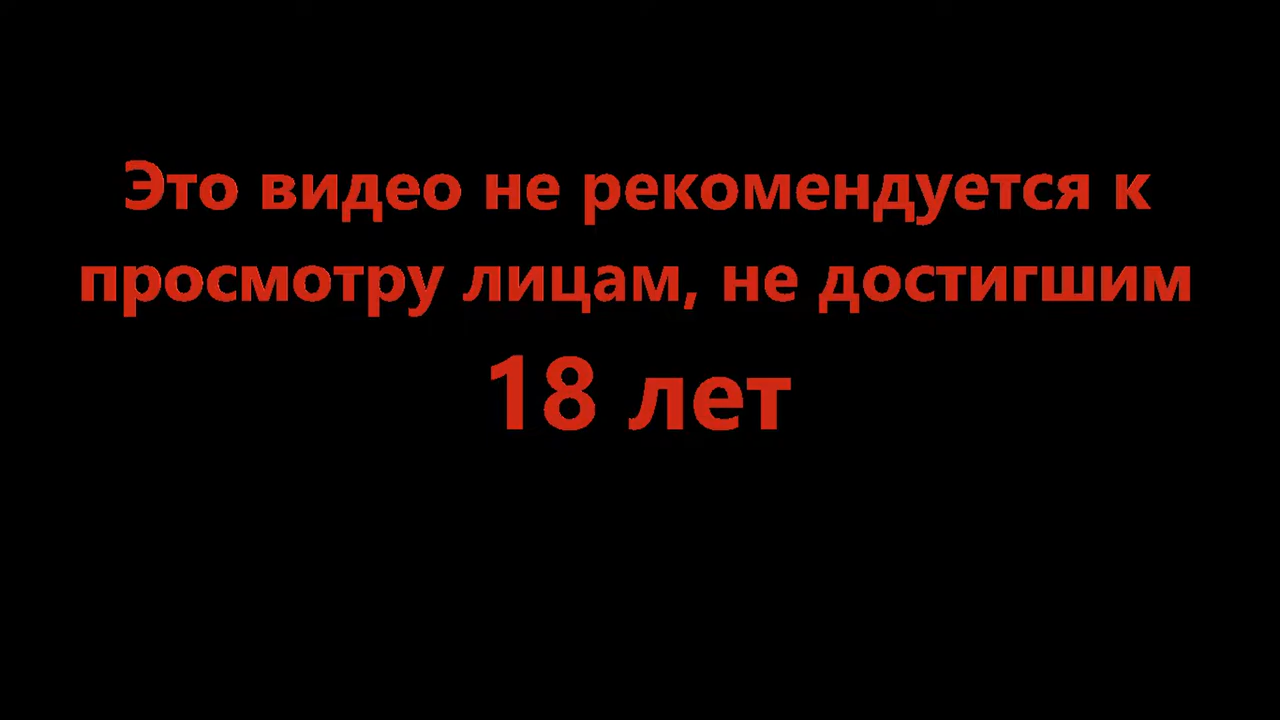 Это видео не рекомендуется к
просмотру лицам, не достигшим
18 лет